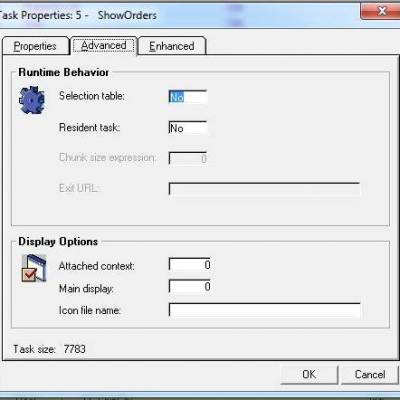 Task Properties: 5 - ShowOrders
Properties Advanced Enhanced
Runtime Behavior
Selection table: No
Resident task: No
Chunk size expression: 0
Exit URL:
Display Options
Attached context: 0
Main display: 0
Icon file name:
Task size: 7783
OK Cancel